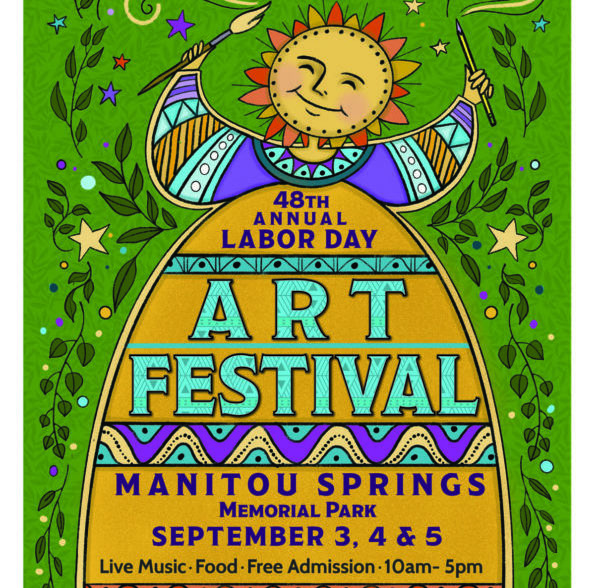 48TH
ANNUAL
LABOR DAY
ART
FESTIVAL
MANITOU SPRINGS
MEMORIAL PARK
SEPTEMBER 3, 4 & 5
Live Music · Food · Free Admission · 10am- 5pm